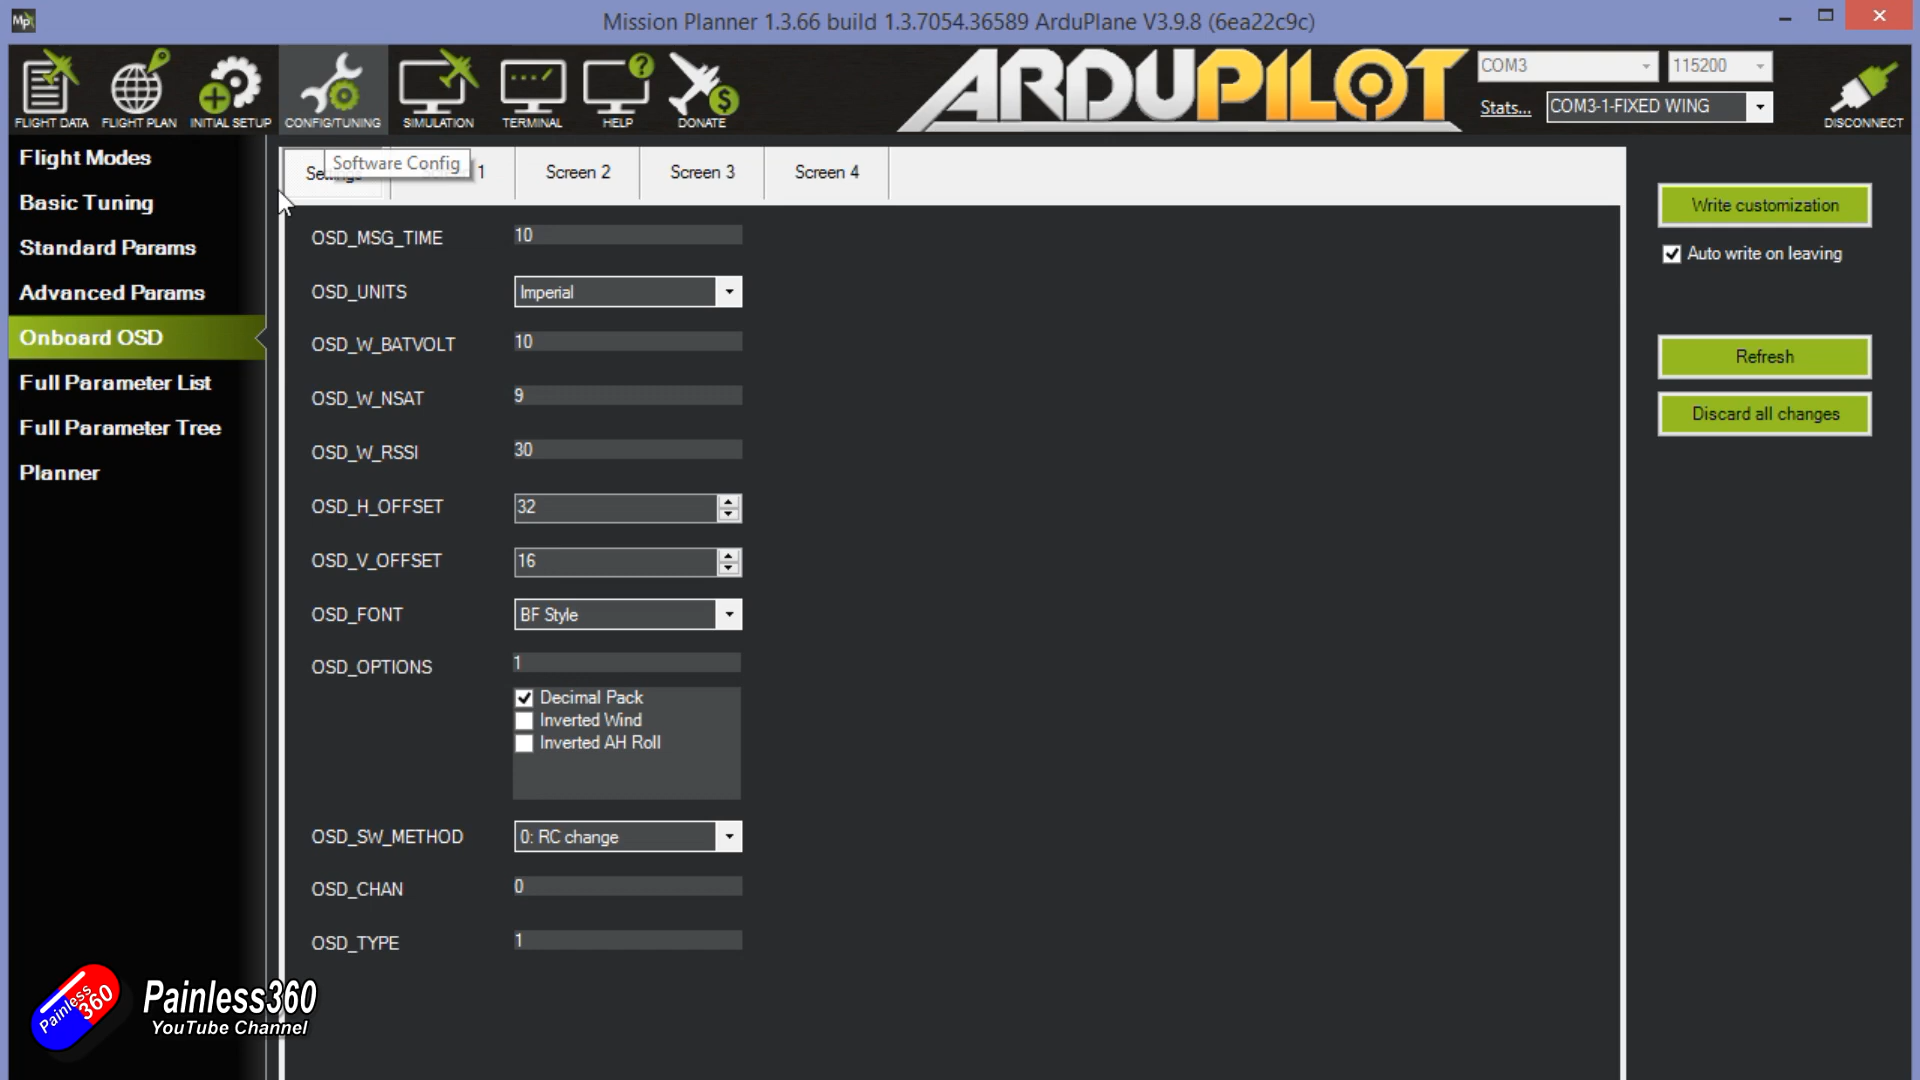 Mp
Mission Planner 1.3.66 build 1.3.7054.36589 ArduPlane V3.9.8 (6ea22c9c)
FLIGHT DATA
FLIGHT PLAN
INITIAL SETUP
CONFIG/TUNING
SIMULATION
TERMINAL
HELP
DONATE
ARDUPILOT
COM3
115200
Stats...
COM3-1-FIXED WING
DISCONNECT
Flight Modes
Basic Tuning
Standard Params
Advanced Params
Onboard OSD
Full Parameter List
Full Parameter Tree
Planner
Software Config
1
Screen 2
Screen 3
Screen 4
OSD_MSG_TIME 10
OSD_UNITS Imperial
OSD_W_BATVOLT 10
OSD_W_NSAT 9
OSD_W_RSSI 30
OSD_H_OFFSET 32
OSD_V_OFFSET 16
OSD_FONT BF Style
OSD_OPTIONS 1
Decimal Pack
Inverted Wind
Inverted AH Roll
OSD_SW_METHOD 0: RC change
OSD_CHAN 0
OSD_TYPE 1
Write customization
Auto write on leaving
Refresh
Discard all changes
Painless 360
Painless360
YouTube Channel